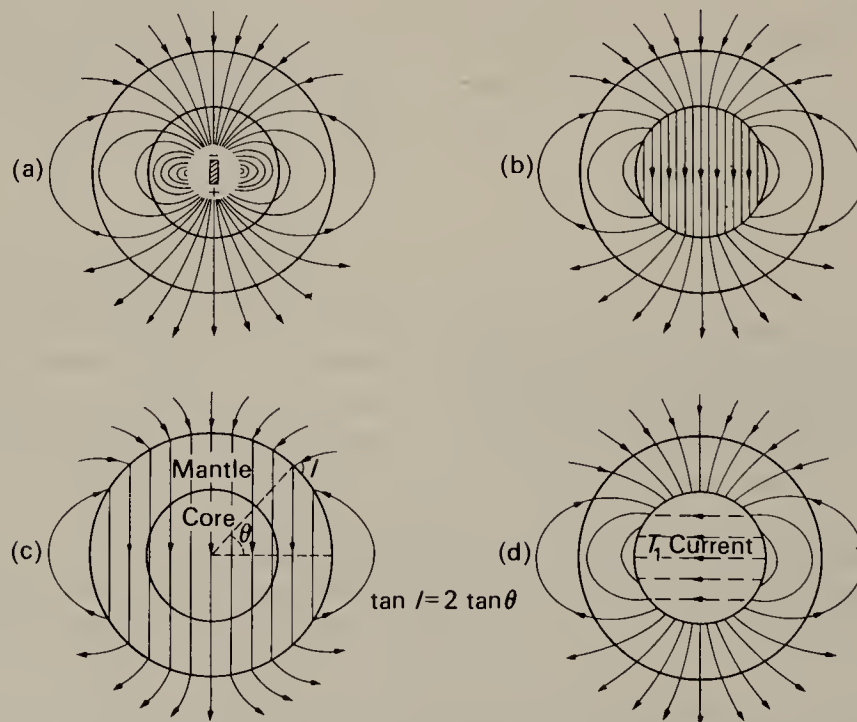 (a)
−
+
(b)
(c)
Mantle
Core
θ
I
tan I = 2 tan θ
(d)
T₁ Current